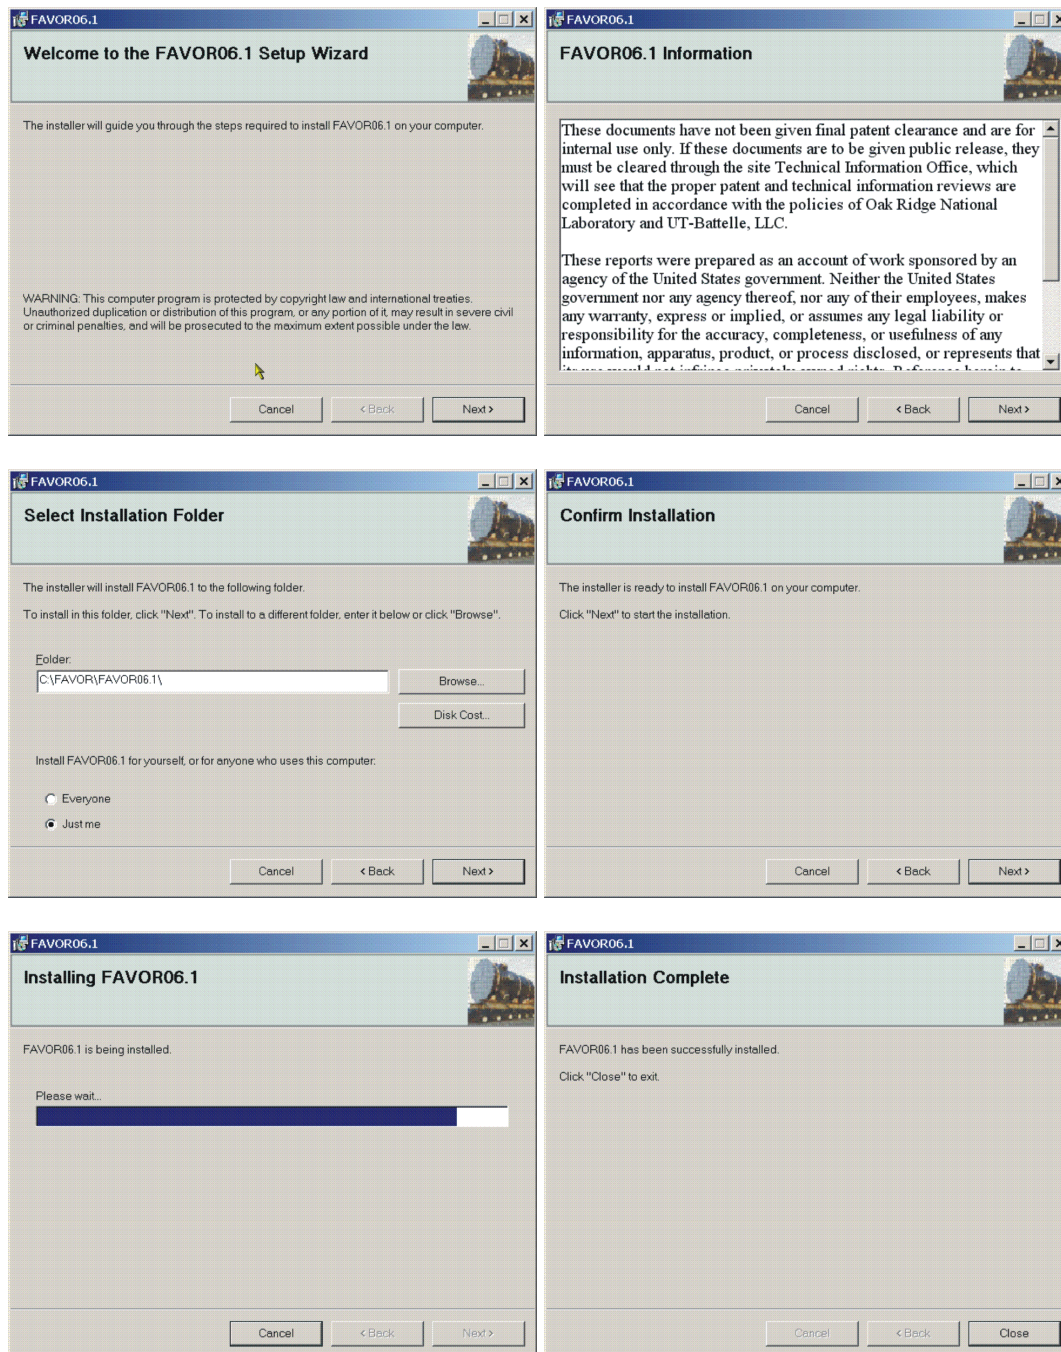 FAVOR06.1
Welcome to the FAVOR06.1 Setup Wizard
The installer will guide you through the steps required to install FAVOR06.1 on your computer.
WARNING: This computer program is protected by copyright law and international treaties.
Unauthorized duplication or distribution of this program, or any portion of it, may result in severe civil
or criminal penalties, and will be prosecuted to the maximum extent possible under the law.
Cancel
< Back
Next >
FAVOR06.1
FAVOR06.1 Information
These documents have not been given final patent clearance and are for
internal use only. If these documents are to be given public release, they
must be cleared through the site Technical Information Office, which
will see that the proper patent and technical information reviews are
completed in accordance with the policies of Oak Ridge National
Laboratory and UT-Battelle, LLC.
These reports were prepared as an account of work sponsored by an
agency of the United States government. Neither the United States
government nor any agency thereof, nor any of their employees, makes
any warranty, express or implied, or assumes any legal liability or
responsibility for the accuracy, completeness, or usefulness of any
information, apparatus, product, or process disclosed, or represents that
its use would not infringe privately owned rights. Reference herein to
Cancel
< Back
Next >
FAVOR06.1
Select Installation Folder
The installer will install FAVOR06.1 to the following folder.
To install in this folder, click "Next". To install to a different folder, enter it below or click "Browse".
Folder:
C:\FAVOR\FAVOR06.1\
Browse...
Disk Cost...
Install FAVOR06.1 for yourself, or for anyone who uses this computer:
Everyone
Just me
Cancel
< Back
Next >
FAVOR06.1
Confirm Installation
The installer is ready to install FAVOR06.1 on your computer.
Click "Next" to start the installation.
Cancel
< Back
Next >
FAVOR06.1
Installing FAVOR06.1
FAVOR06.1 is being installed.
Please wait...
Cancel
< Back
Next >
FAVOR06.1
Installation Complete
FAVOR06.1 has been successfully installed.
Click "Close" to exit.
Cancel
< Back
Close